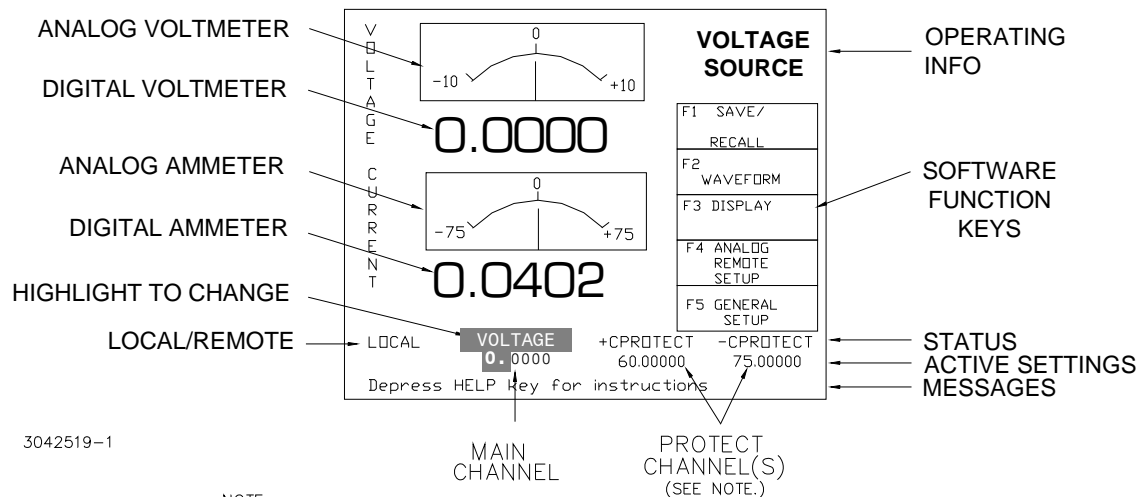 ANALOG VOLTMETER
DIGITAL VOLTMETER
ANALOG AMMETER
DIGITAL AMMETER
HIGHLIGHT TO CHANGE
LOCAL/REMOTE
VOLTAGE
CURRENT
0
-10
+10
0.0000
0
-75
+75
0.0402
VOLTAGE
SOURCE
F1 SAVE/
RECALL
F2
WAVEFORM
F3 DISPLAY
F4 ANALOG
REMOTE
SETUP
F5 GENERAL
SETUP
LOCAL
VOLTAGE
0.0000
+CPROTECT
60.00000
-CPROTECT
75.00000
Depress HELP key for instructions
OPERATING
INFO
SOFTWARE
FUNCTION
KEYS
STATUS
ACTIVE SETTINGS
MESSAGES
3042519-1
MAIN
CHANNEL
PROTECT
CHANNEL(S)
(SEE NOTE.)
NOTE